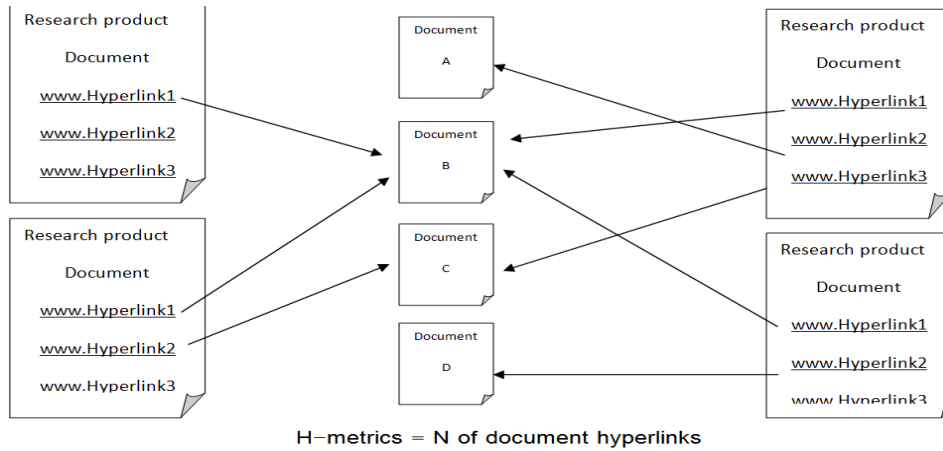 Research product
Document
www.Hyperlink1
www.Hyperlink2
www.Hyperlink3
Research product
Document
www.Hyperlink1
www.Hyperlink2
www.Hyperlink3
Document
A
Document
B
Document
C
Document
D
Research product
Document
www.Hyperlink1
www.Hyperlink2
www.Hyperlink3
Research product
Document
www.Hyperlink1
www.Hyperlink2
www.Hyperlink3
H-metrics = N of document hyperlinks